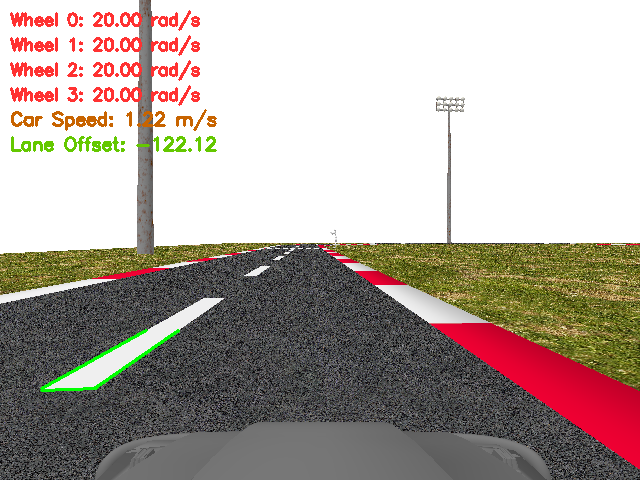 Wheel 0: 20.00 rad/s
Wheel 1: 20.00 rad/s
Wheel 2: 20.00 rad/s
Wheel 3: 20.00 rad/s
Car Speed: 1.22 m/s
Lane Offset: -122.12